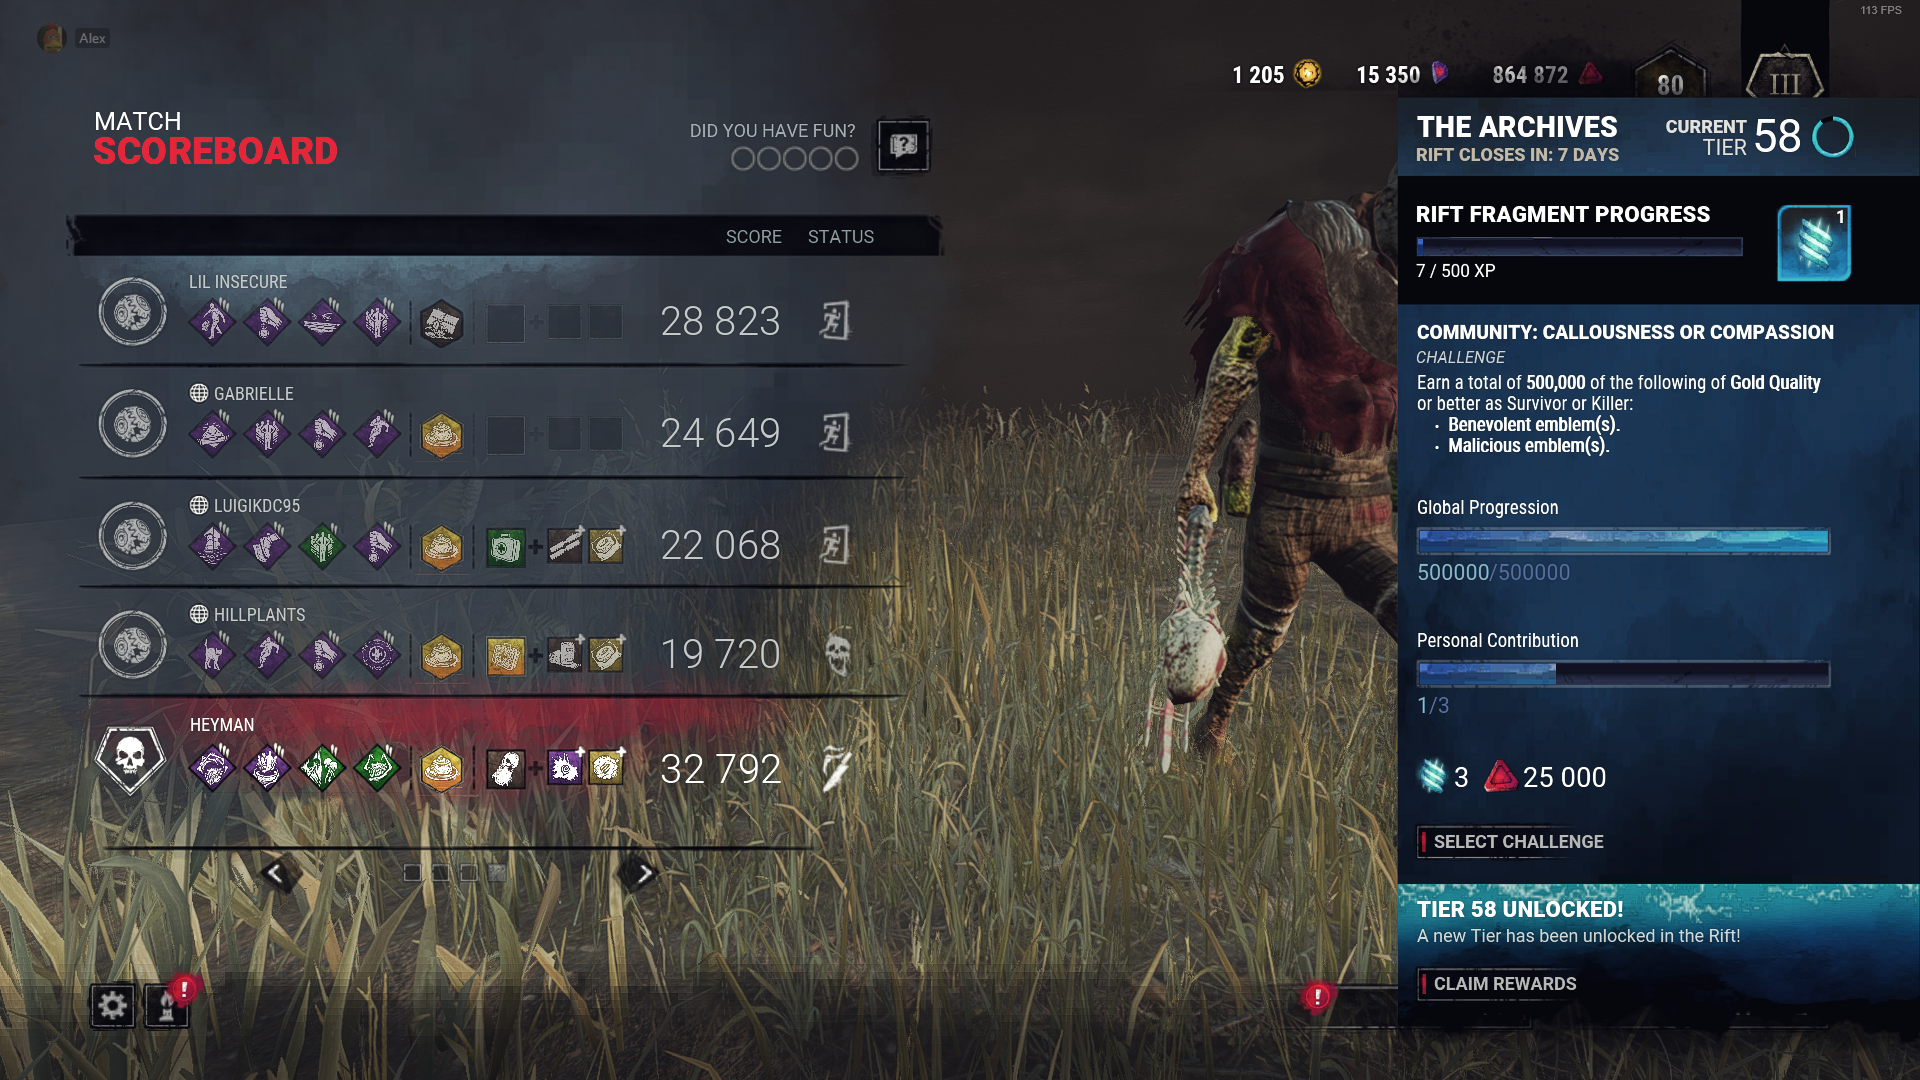 113 FPS
Alex
1 205
15 350
864 872
80
III
MATCH
SCOREBOARD
DID YOU HAVE FUN?
SCORE STATUS
LIL INSECURE
28 823
GABRIELLE
24 649
LUIGIKDC95
22 068
HILLPLANTS
19 720
HEYMAN
32 792
THE ARCHIVES
RIFT CLOSES IN: 7 DAYS
CURRENT
TIER 58
RIFT FRAGMENT PROGRESS
1
7 / 500 XP
COMMUNITY: CALLOUSNESS OR COMPASSION
CHALLENGE
Earn a total of 500,000 of the following of Gold Quality
or better as Survivor or Killer:
• Benevolent emblem(s).
• Malicious emblem(s).
Global Progression
500000/500000
Personal Contribution
1/3
3 25 000
SELECT CHALLENGE
TIER 58 UNLOCKED!
A new Tier has been unlocked in the Rift!
CLAIM REWARDS